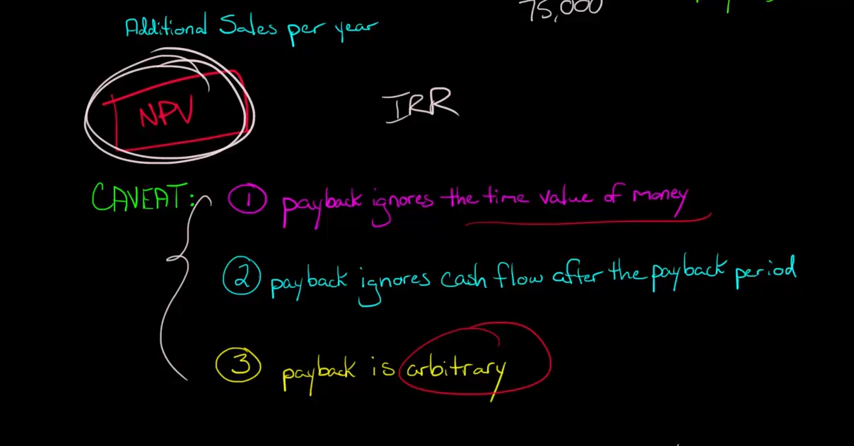 75,000
Additional Sales per year
NPV
IRR
CAVEAT: 1 payback ignores the time value of money
2 payback ignores cash flow after the payback period
3 payback is arbitrary